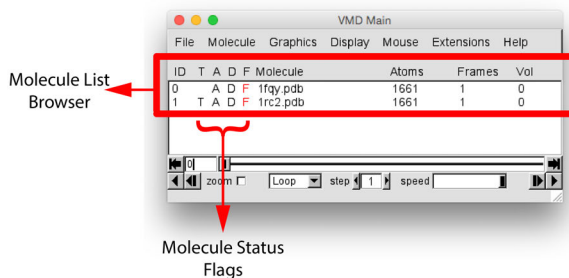 VMD Main
File Molecule Graphics Display Mouse Extensions Help
ID T A D F Molecule Atoms Frames Vol
0 A D F 1fqy.pdb 1661 1 0
1 T A D F 1rc2.pdb 1661 1 0
Molecule List
Browser
0
zoom Loop step 1 speed
Molecule Status
Flags